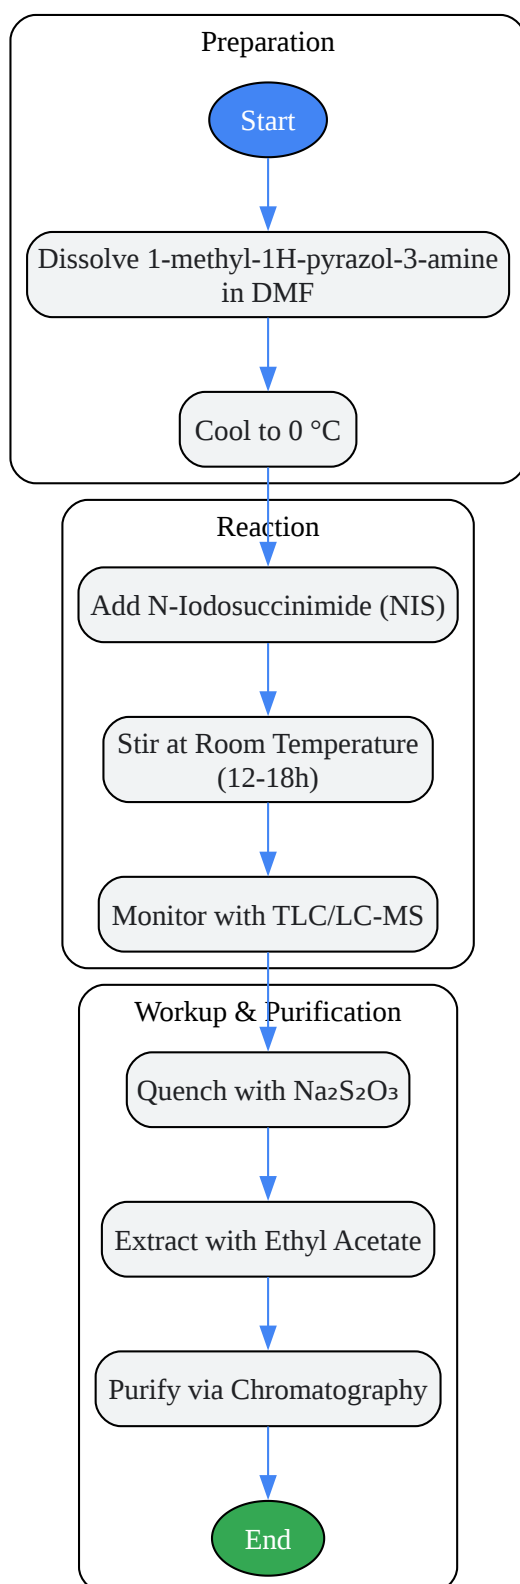 Preparation
Start
Dissolve 1-methyl-1H-pyrazol-3-amine
in DMF
Cool to 0 °C
Reaction
Add N-Iodosuccinimide (NIS)
Stir at Room Temperature
(12-18h)
Monitor with TLC/LC-MS
Workup & Purification
Quench with Na₂S₂O₃
Extract with Ethyl Acetate
Purify via Chromatography
End